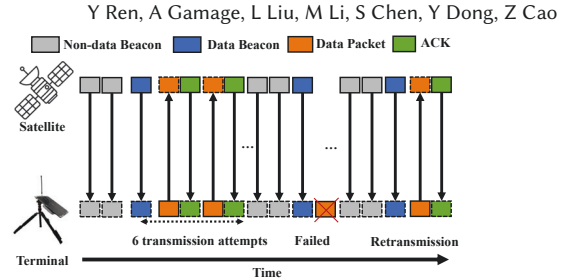 Y Ren, A Gamage, L Liu, M Li, S Chen, Y Dong, Z Cao
Non-data Beacon Data Beacon Data Packet ACK
Satellite
... ...
6 transmission attempts Failed Retransmission
Terminal
Time